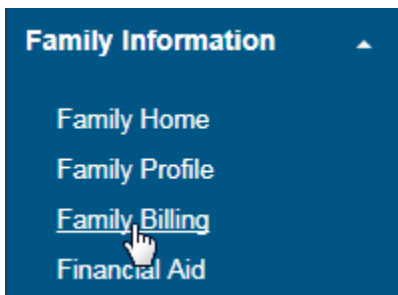 Family Information
Family Home
Family Profile
Family Billing
Financial Aid